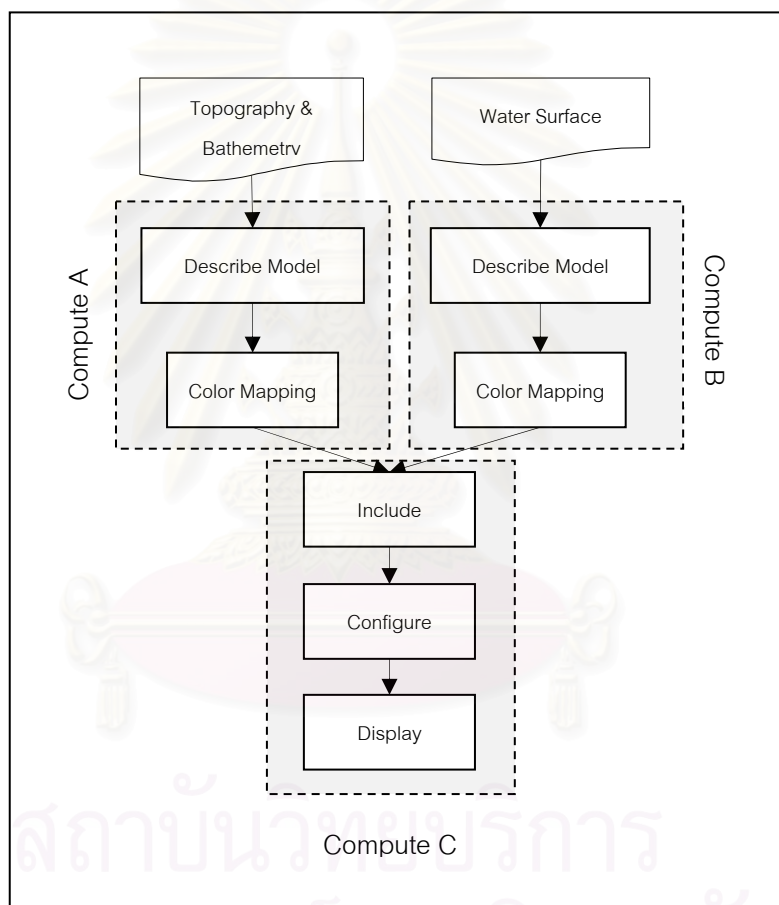 Topography &
Bathemetry
Water Surface
Compute A
Describe Model
Color Mapping
Describe Model
Color Mapping
Compute B
Include
Configure
Display
Compute C
สถาบันวิทยบริการ